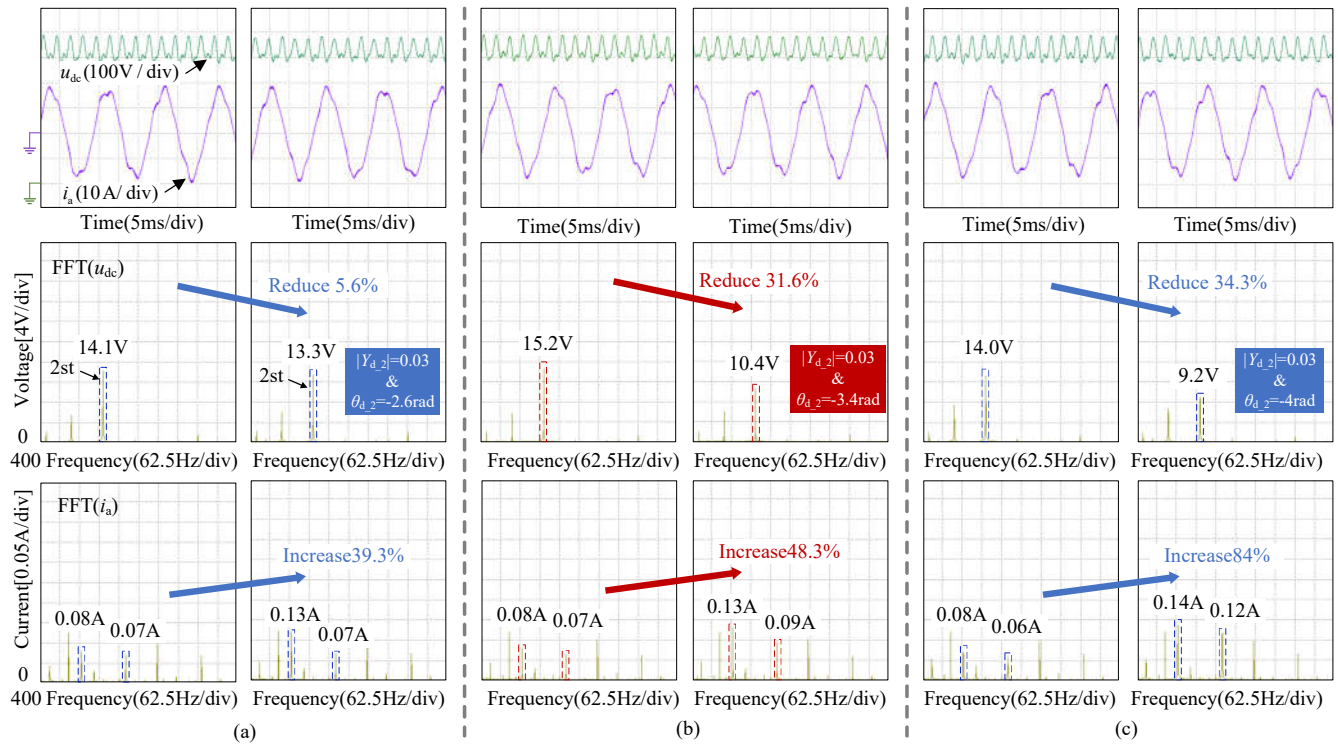 u_dc(100V / div)
i_a(10 A/ div)
Time(5ms/div)
Time(5ms/div)
Time(5ms/div)
Time(5ms/div)
Time(5ms/div)
Time(5ms/div)
Voltage[4V/div]
FFT(u_dc)
Reduce 5.6%
14.1V
2st
13.3V
2st
|Y_d_2|=0.03
&
θ_d_2=-2.6rad
Reduce 31.6%
15.2V
10.4V
|Y_d_2|=0.03
&
θ_d_2=-3.4rad
Reduce 34.3%
14.0V
9.2V
|Y_d_2|=0.03
&
θ_d_2=-4rad
0
400 Frequency(62.5Hz/div)
Frequency(62.5Hz/div)
Frequency(62.5Hz/div)
Frequency(62.5Hz/div)
Frequency(62.5Hz/div)
Frequency(62.5Hz/div)
Current[0.05A/div]
FFT(i_a)
Increase39.3%
0.08A
0.07A
0.13A
0.07A
Increase48.3%
0.08A
0.07A
0.13A
0.09A
Increase84%
0.08A
0.06A
0.14A
0.12A
0
400 Frequency(62.5Hz/div)
Frequency(62.5Hz/div)
Frequency(62.5Hz/div)
Frequency(62.5Hz/div)
Frequency(62.5Hz/div)
Frequency(62.5Hz/div)
(a)
(b)
(c)